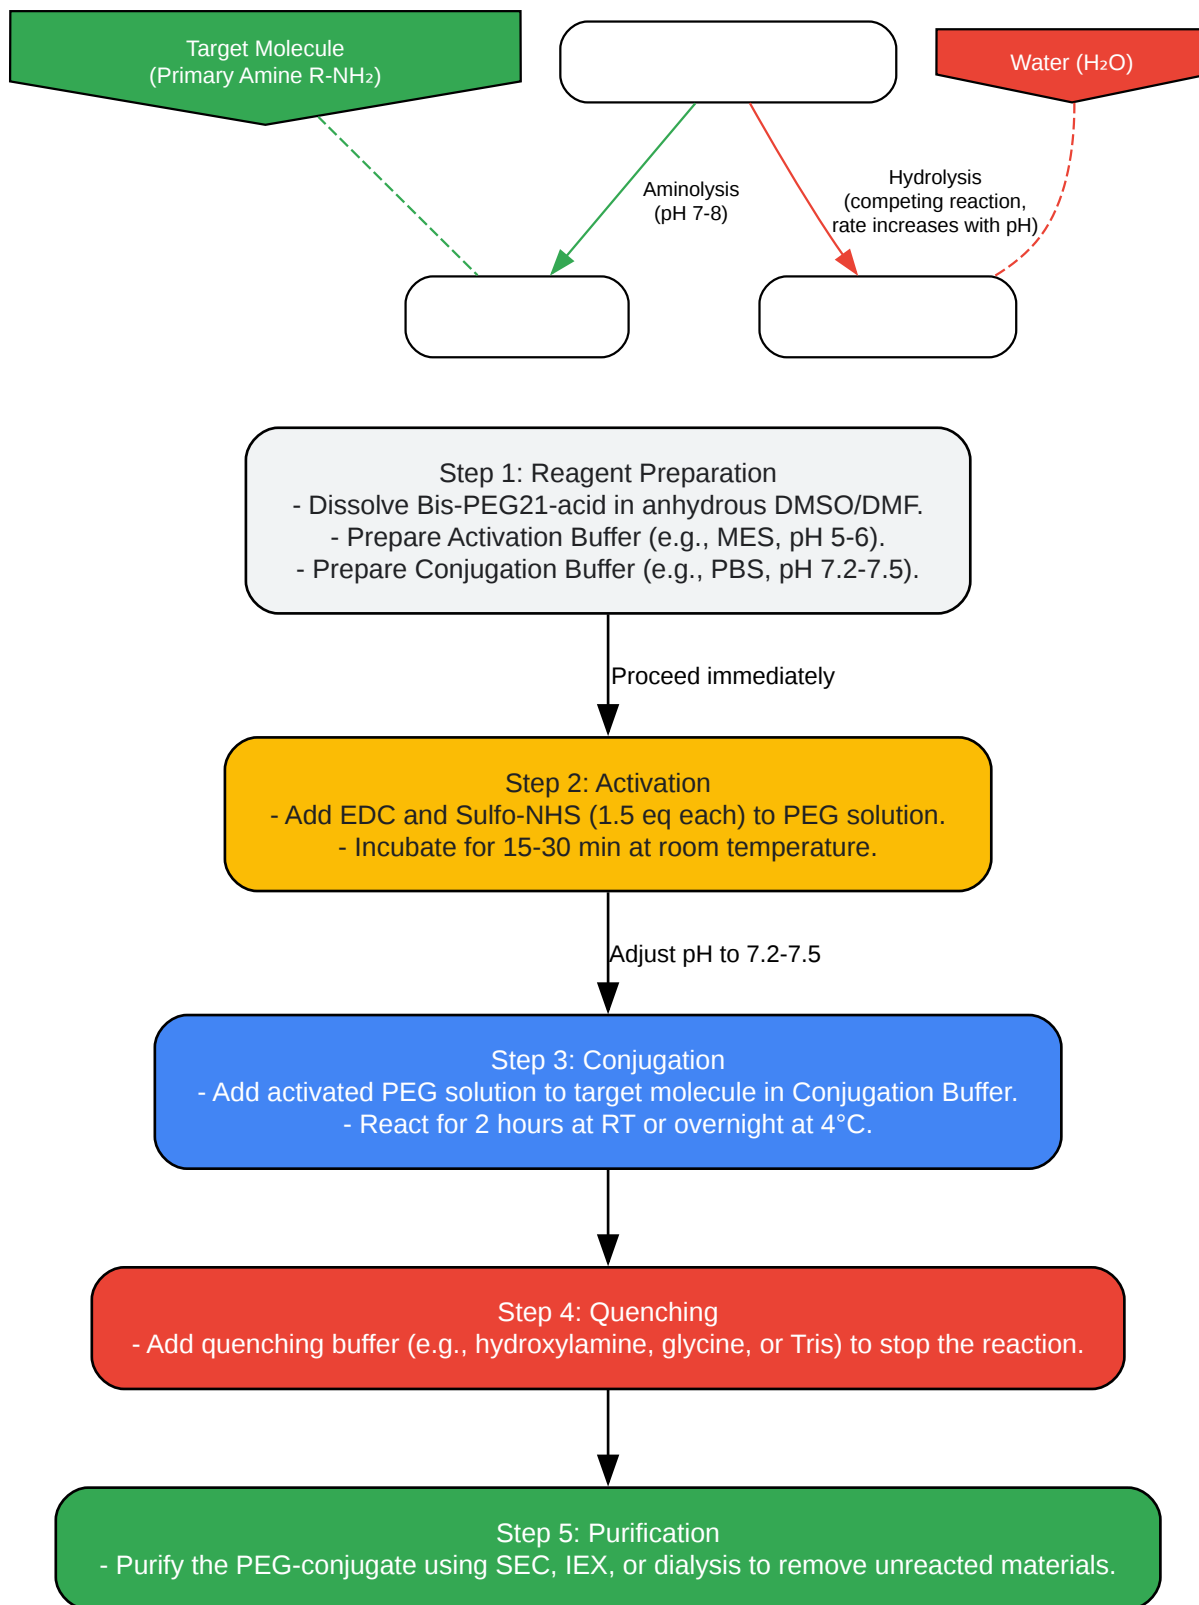 Target Molecule
(Primary Amine R-NH₂)
Water (H₂O)
Aminolysis
(pH 7-8)
Hydrolysis
(competing reaction,
rate increases with pH)
Step 1: Reagent Preparation
- Dissolve Bis-PEG21-acid in anhydrous DMSO/DMF.
- Prepare Activation Buffer (e.g., MES, pH 5-6).
- Prepare Conjugation Buffer (e.g., PBS, pH 7.2-7.5).
Proceed immediately
Step 2: Activation
- Add EDC and Sulfo-NHS (1.5 eq each) to PEG solution.
- Incubate for 15-30 min at room temperature.
Adjust pH to 7.2-7.5
Step 3: Conjugation
- Add activated PEG solution to target molecule in Conjugation Buffer.
- React for 2 hours at RT or overnight at 4°C.
Step 4: Quenching
- Add quenching buffer (e.g., hydroxylamine, glycine, or Tris) to stop the reaction.
Step 5: Purification
- Purify the PEG-conjugate using SEC, IEX, or dialysis to remove unreacted materials.